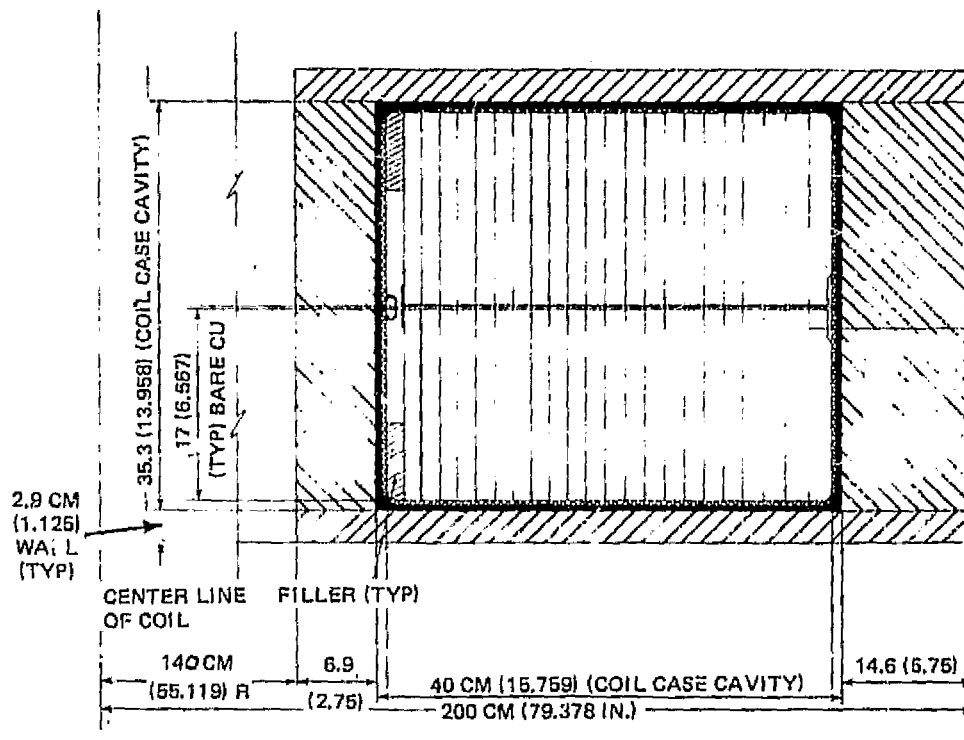 35.3 (13.958) (COIL CASE CAVITY)
17 (6.567)
(TYP) BARE CU
2.9 CM
(1.126)
WALL
(TYP)
CENTER LINE
OF COIL
FILLER (TYP)
140 CM
(55.119) R
6.9
(2.75)
40 CM (15.759) (COIL CASE CAVITY)
14.6 (5.75)
200 CM (79.378 IN.)